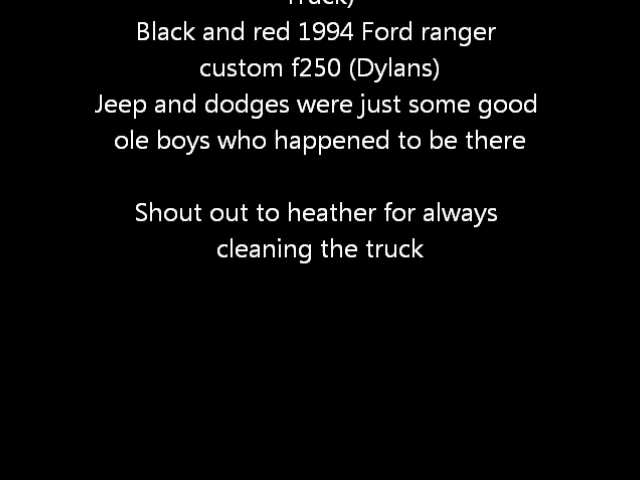 Truck)
Black and red 1994 Ford ranger
custom f250 (Dylans)
Jeep and dodges were just some good
ole boys who happened to be there
Shout out to heather for always
cleaning the truck